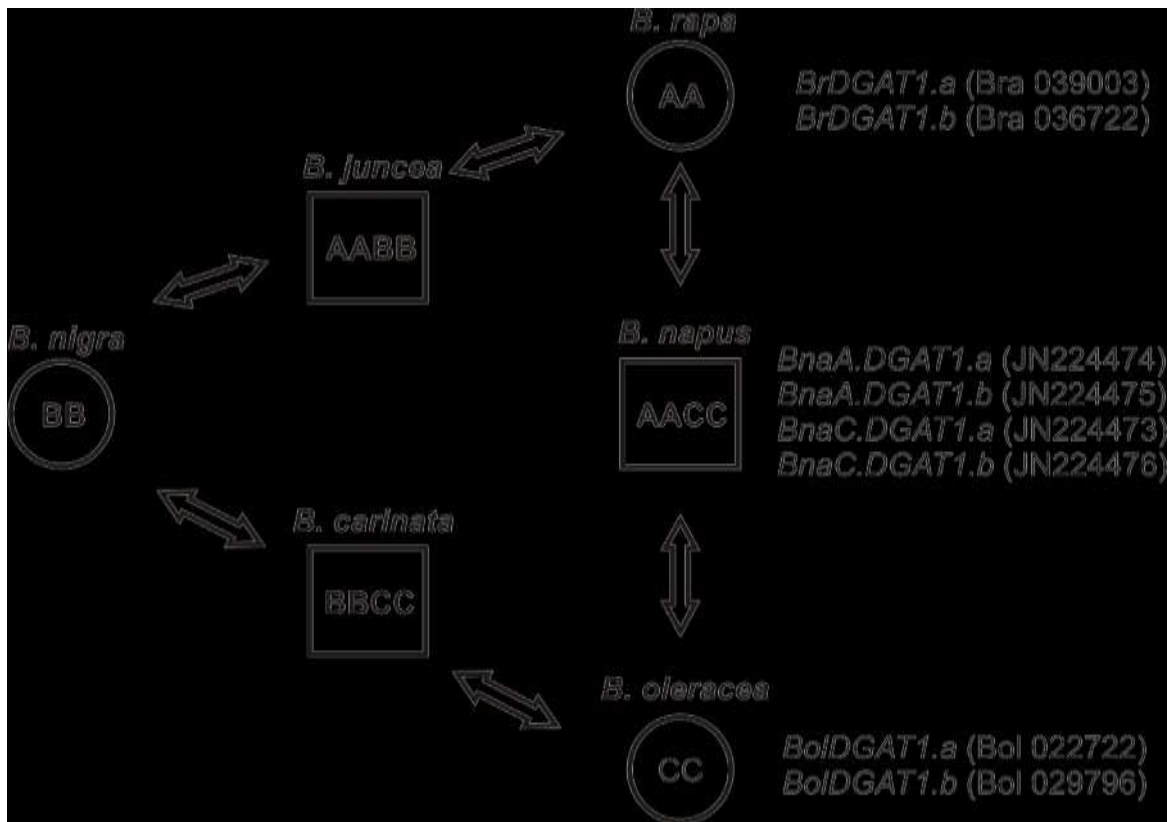 B. rapa
AA
BrDGAT1.a (Bra 039003)
BrDGAT1.b (Bra 036722)
B. juncea
AABB
B. nigra
BB
B. napus
AACC
BnaA.DGAT1.a (JN224474)
BnaA.DGAT1.b (JN224475)
BnaC.DGAT1.a (JN224473)
BnaC.DGAT1.b (JN224476)
B. carinata
BBCC
B. oleracea
CC
BolDGAT1.a (Bol 022722)
BolDGAT1.b (Bol 029796)